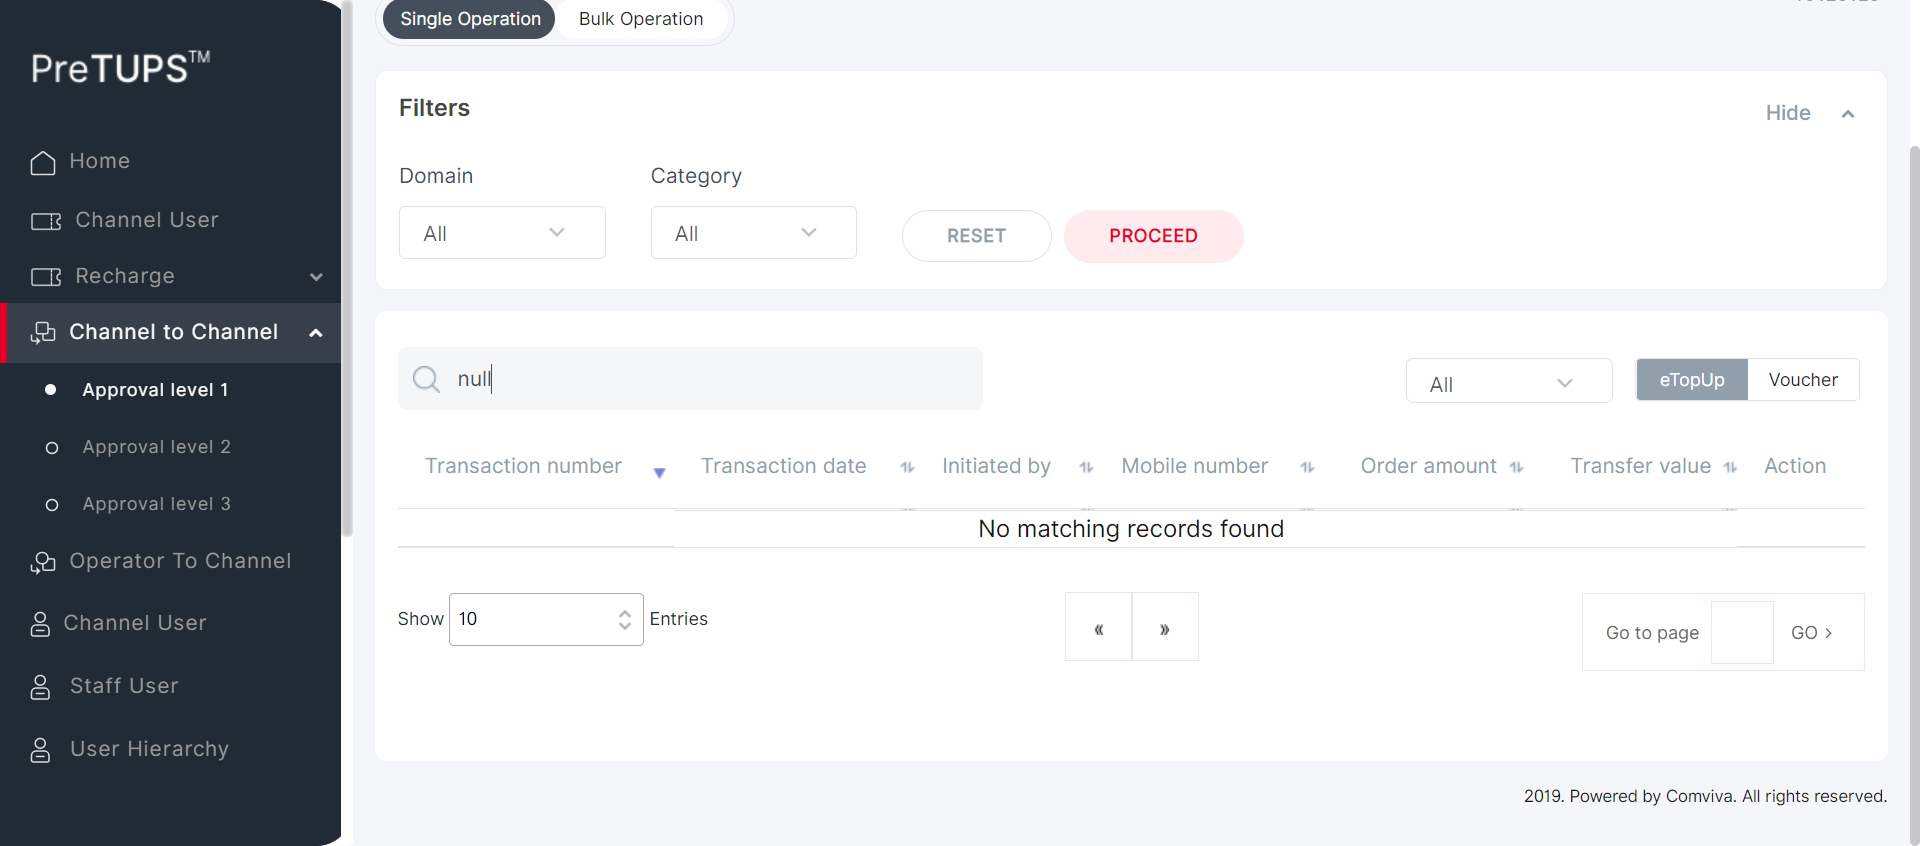 PreTUPS™
Home
Channel User
Recharge
Channel to Channel
Approval level 1
Approval level 2
Approval level 3
Operator To Channel
Channel User
Staff User
User Hierarchy
Single Operation Bulk Operation
Filters
Hide
Domain Category
All All RESET PROCEED
null
All eTopUp Voucher
Transaction number Transaction date Initiated by Mobile number Order amount Transfer value Action
No matching records found
Show 10 Entries « » Go to page GO >
2019. Powered by Comviva. All rights reserved.